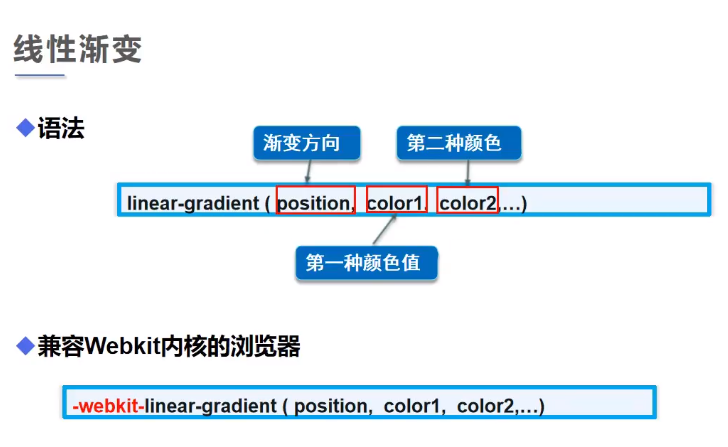 线性渐变
◆语法
渐变方向
第二种颜色
linear-gradient ( position, color1, color2,…)
第一种颜色值
◆兼容Webkit内核的浏览器
-webkit-linear-gradient ( position, color1, color2,…)